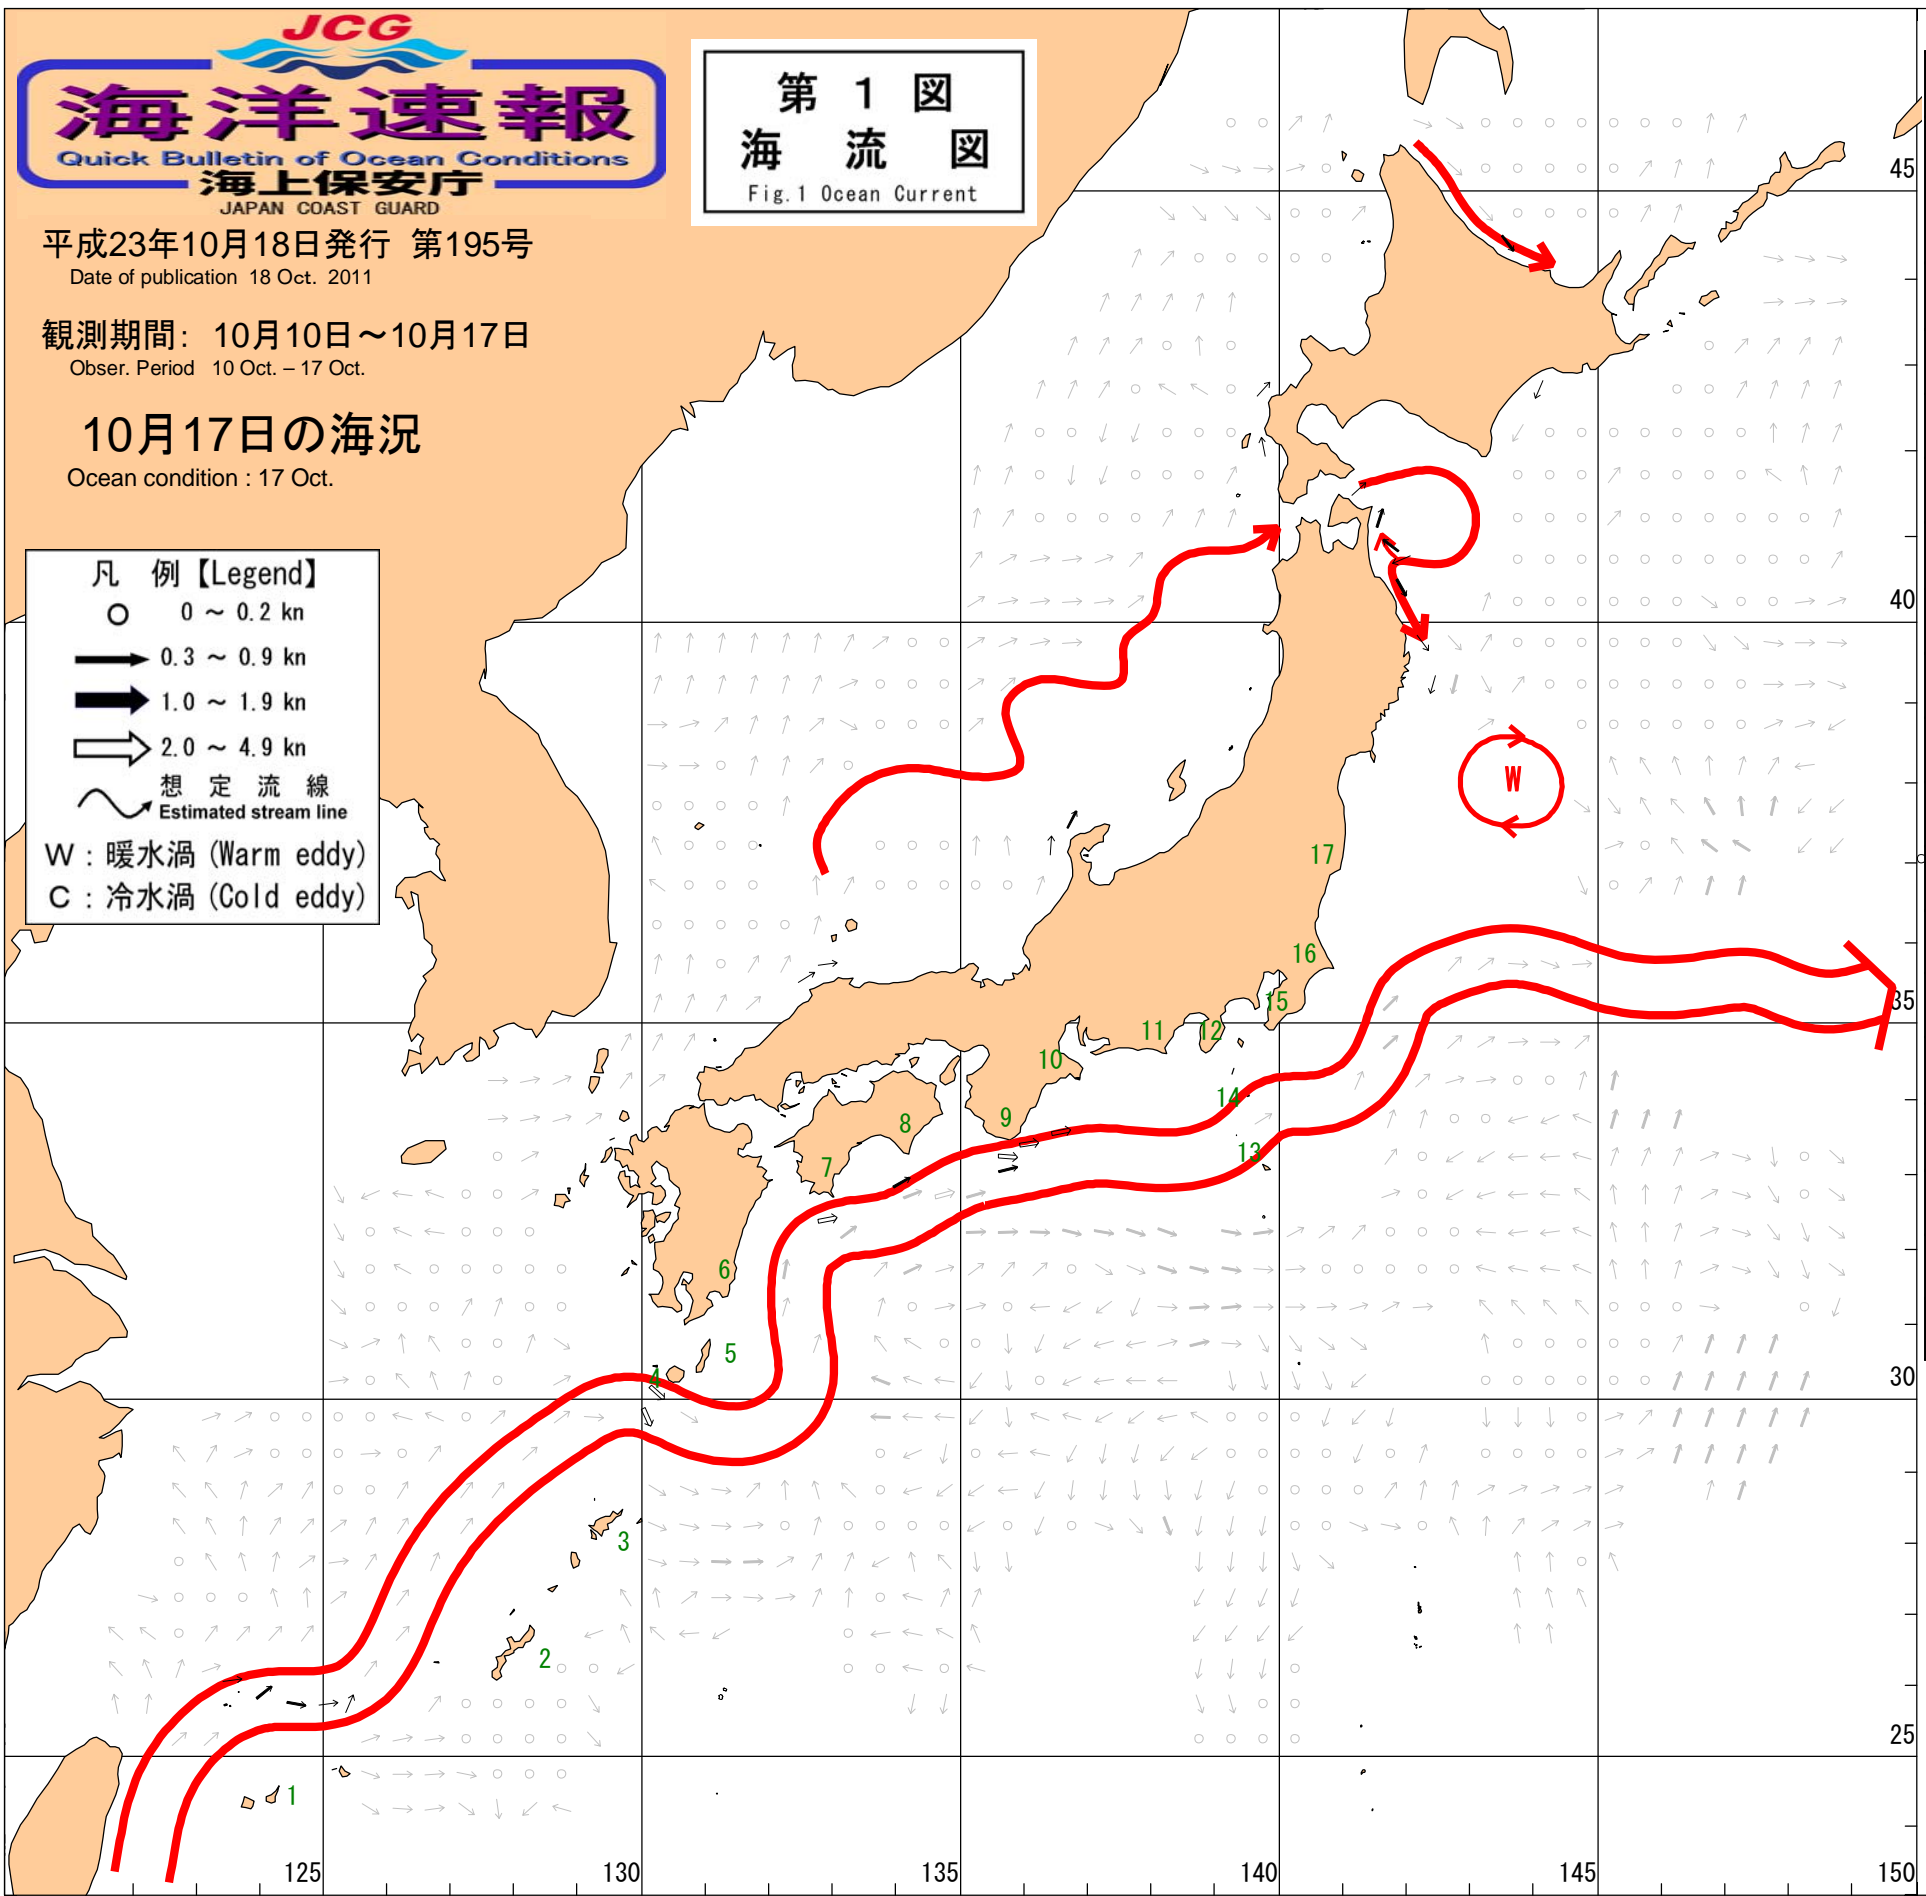 JCG
海洋速報
Quick Bulletin of Ocean Conditions
海上保安庁
JAPAN COAST GUARD
第 1 図
海 流 図
Fig.1 Ocean Current
平成23年10月18日発行 第195号
Date of publication 18 Oct. 2011
観測期間: 10月10日～10月17日
Obser. Period 10 Oct. – 17 Oct.
10月17日の海況
Ocean condition : 17 Oct.
凡 例【Legend】
0 ～ 0.2 kn
0.3 ～ 0.9 kn
1.0 ～ 1.9 kn
2.0 ～ 4.9 kn
想 定 流 線
Estimated stream line
W : 暖水渦 (Warm eddy)
C : 冷水渦 (Cold eddy)
45
40
W
17
16
15
35
11
12
10
14
9
8
13
7
6
5
4
30
3
2
25
1
125
130
135
140
145
150